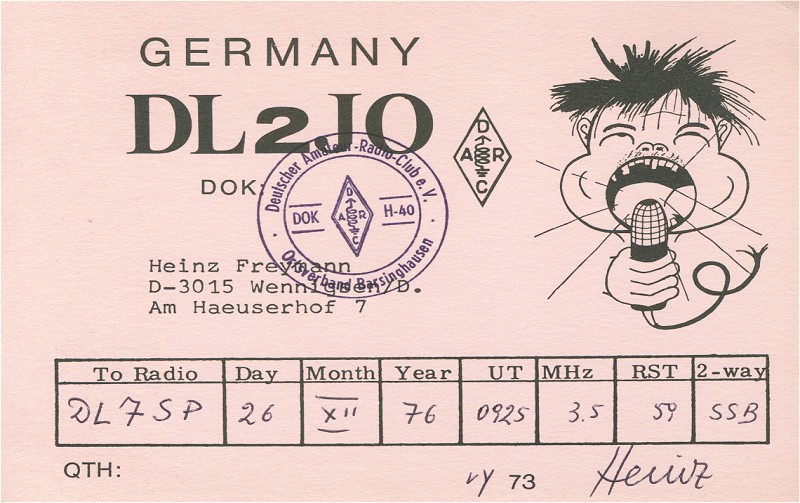 GERMANY
DL2JO
D
ARC
DOK:
Deutscher Amateur-Radio-Club e.V.
DOK
D
ARC
H-40
Ortsverband Barsinghausen
Heinz Freymann
D-3015 Wennigsen/D.
Am Haeuserhof 7
To Radio Day Month Year UT MHz RST 2-way
DL7SP 26 XII 76 0925 3.5 59 SSB
QTH: vy 73 Heinz